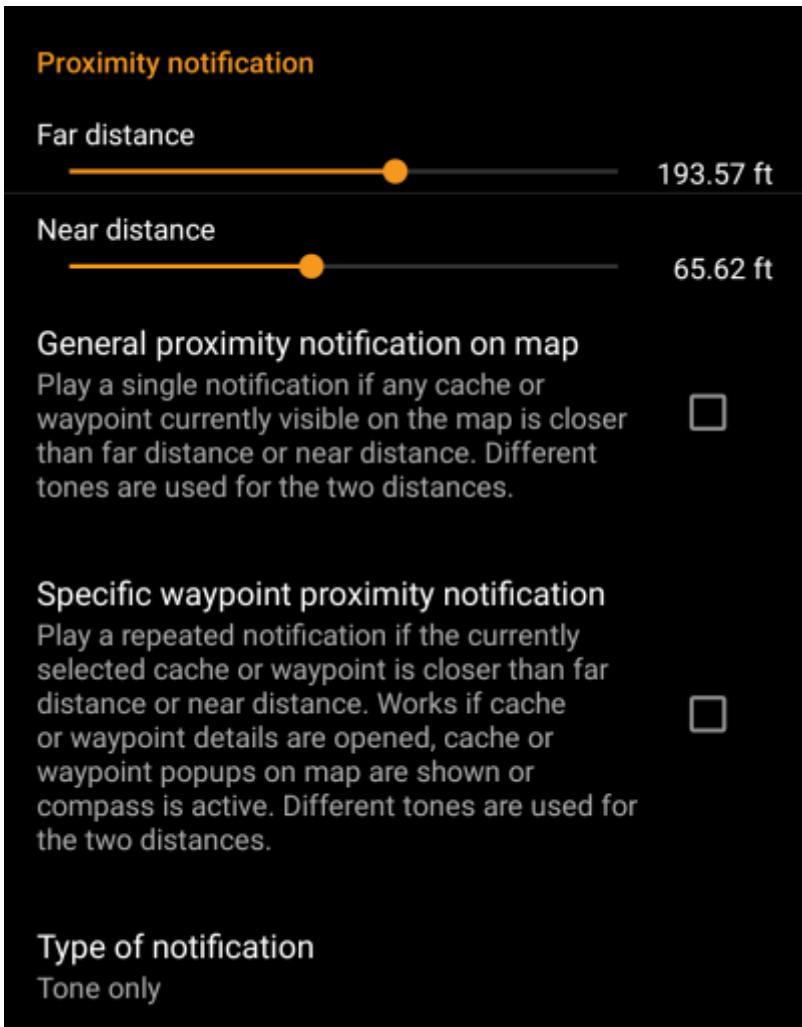 Proximity notification
Far distance
193.57 ft
Near distance
65.62 ft
General proximity notification on map
Play a single notification if any cache or
waypoint currently visible on the map is closer
than far distance or near distance. Different
tones are used for the two distances.
Specific waypoint proximity notification
Play a repeated notification if the currently
selected cache or waypoint is closer than far
distance or near distance. Works if cache
or waypoint details are opened, cache or
waypoint popups on map are shown or
compass is active. Different tones are used for
the two distances.
Type of notification
Tone only